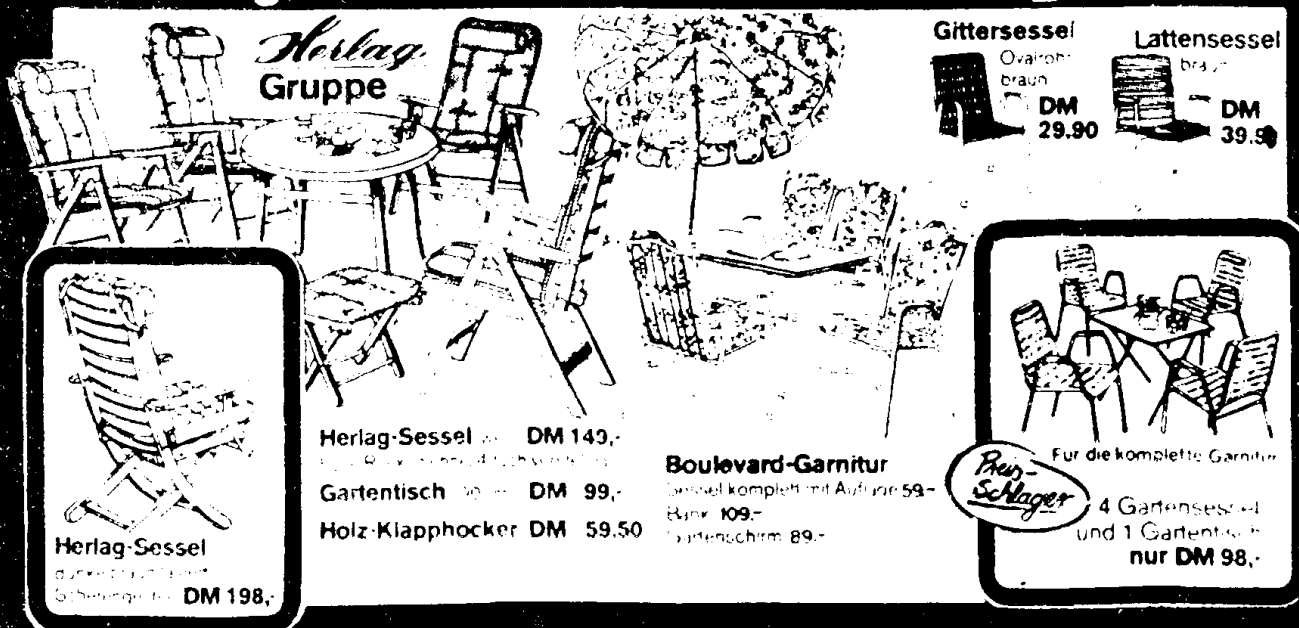 Herlag
Gruppe
Gittersessel
Ovalrohr
braun
DM
29.90
Lattensessel
braun
DM
39.
Herlag-Sessel
DM 198,-
Herlag-Sessel DM 149,-
Gartentisch DM 99,-
Holz-Klapphocker DM 59.50
Boulevard-Garnitur
Sessel komplett mit Auflage 59.-
Bank 109.-
Gartenschirm 89.-
Für die komplette Garnitur
Preis-
Schlager
4 Gartensessel
und 1 Gartentisch
nur DM 98,-